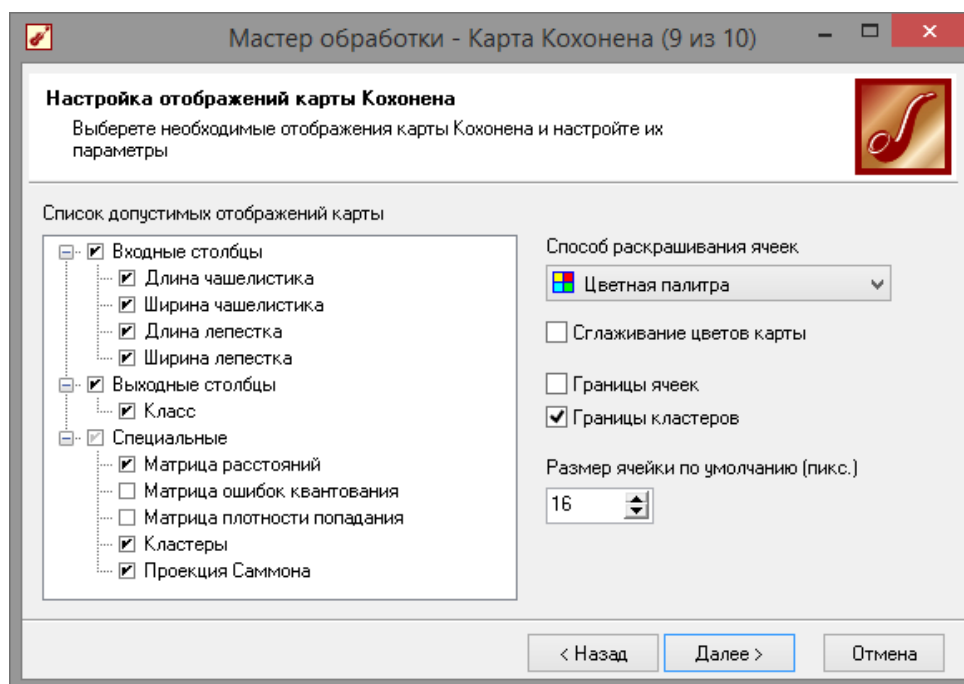 Мастер обработки - Карта Кохонена (9 из 10)
Настройка отображений карты Кохонена
Выберете необходимые отображения карты Кохонена и настройте их
параметры
Список допустимых отображений карты
Входные столбцы
Длина чашелистика
Ширина чашелистика
Длина лепестка
Ширина лепестка
Выходные столбцы
Класс
Специальные
Матрица расстояний
Матрица ошибок квантования
Матрица плотности попадания
Кластеры
Проекция Саммона
Способ раскрашивания ячеек
Цветная палитра
Сглаживание цветов карты
Границы ячеек
Границы кластеров
Размер ячейки по умолчанию (пикс.)
16
< Назад
Далее >
Отмена